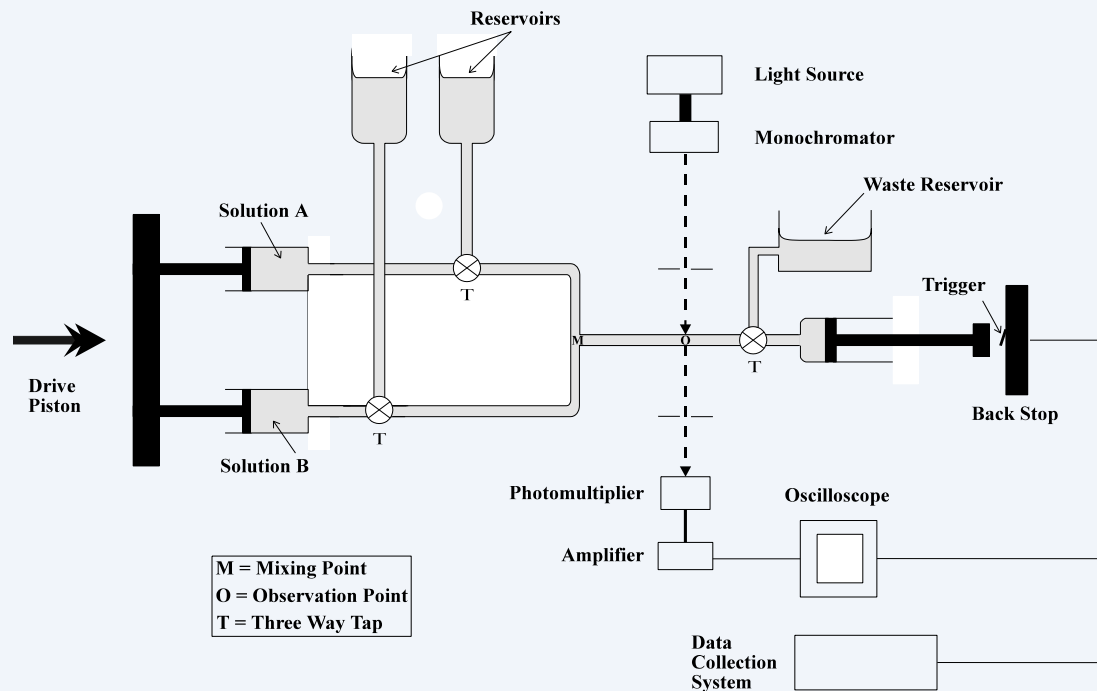 Reservoirs
Light Source
Monochromator
Waste Reservoir
Solution A
T
Trigger
M
O
T
Drive
Piston
Back Stop
T
Solution B
Photomultiplier
Oscilloscope
Amplifier
M = Mixing Point
O = Observation Point
T = Three Way Tap
Data
Collection
System